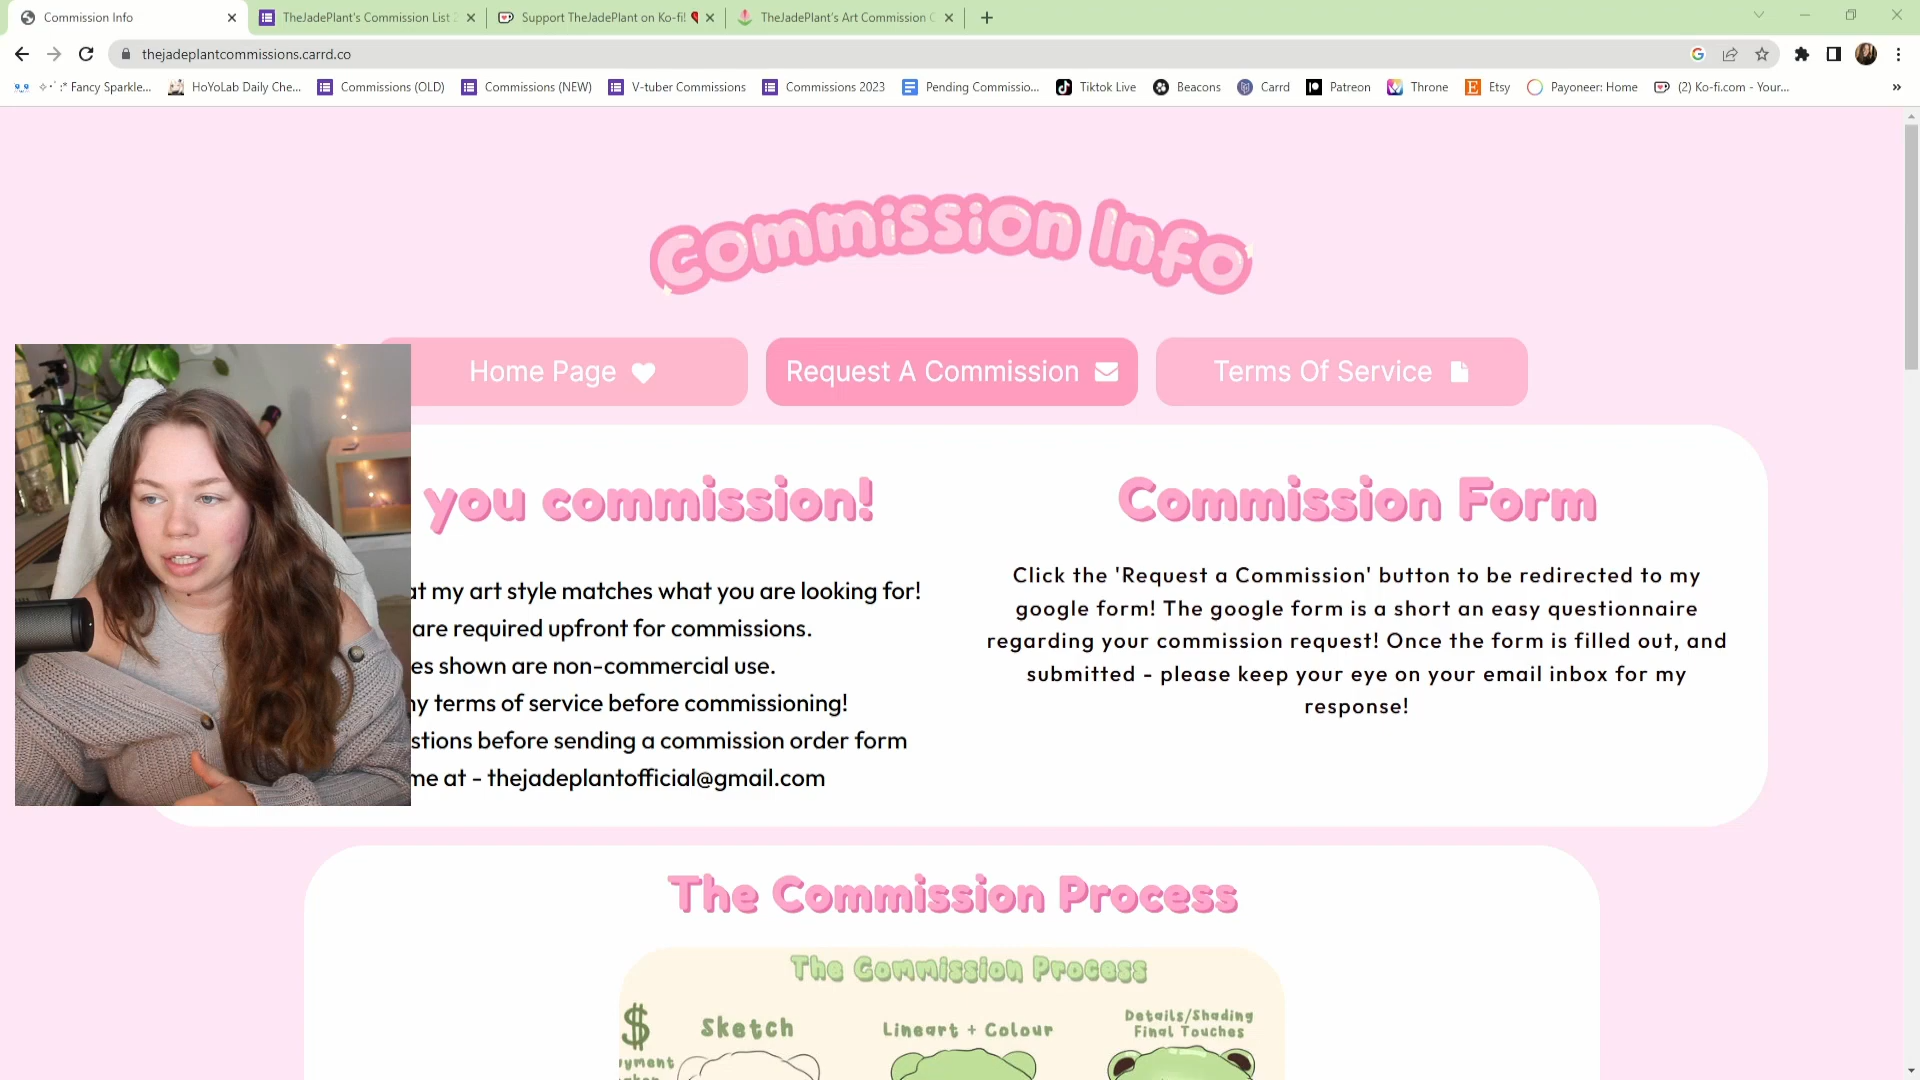 Commission Info
TheJadePlant's Commission List
Support TheJadePlant on Ko-fi!
TheJadePlant's Art Commission
thejadeplantcommissions.carrd.co
Fancy Sparkle...
HoYoLab Daily Che...
Commissions (OLD)
Commissions (NEW)
V-tuber Commissions
Commissions 2023
Pending Commissio...
Tiktok Live
Beacons
Carrd
Patreon
Throne
Etsy
Payoneer: Home
(2) Ko-fi.com - Your...
Commission Info
Home Page
Request A Commission
Terms Of Service
you commission!
my art style matches what you are looking for!
are required upfront for commissions.
shown are non-commercial use.
terms of service before commissioning!
before sending a commission order form
me at - thejadeplantofficial@gmail.com
Commission Form
Click the 'Request a Commission' button to be redirected to my
google form! The google form is a short an easy questionnaire
regarding your commission request! Once the form is filled out, and
submitted - please keep your eye on your email inbox for my
response!
The Commission Process
The Commission Process
$
Sketch
Lineart + Colour
Details/Shading
Final Touches